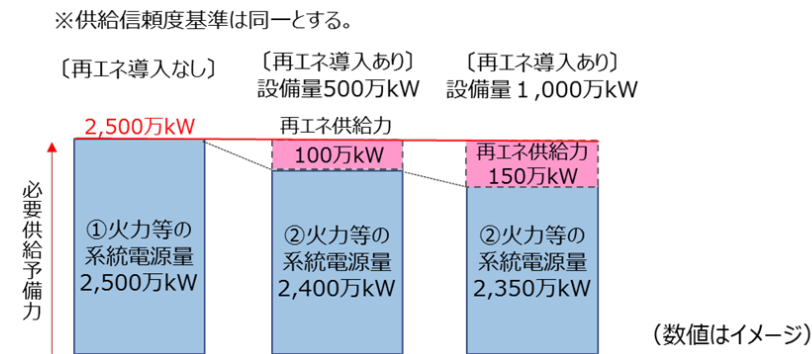 ※供給信頼度基準は同一とする。
〔再エネ導入なし〕
〔再エネ導入あり〕
設備量500万kW
〔再エネ導入あり〕
設備量１,000万kW
2,500万kW
再エネ供給力
100万kW
再エネ供給力
150万kW
必要供給予備力
①火力等の
系統電源量
2,500万kW
②火力等の
系統電源量
2,400万kW
②火力等の
系統電源量
2,350万kW
（数値はイメージ）